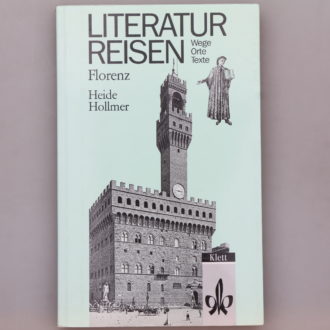 LITERATUR
REISEN
Wege
Orte
Texte
Florenz
Heide
Hollmer
Klett